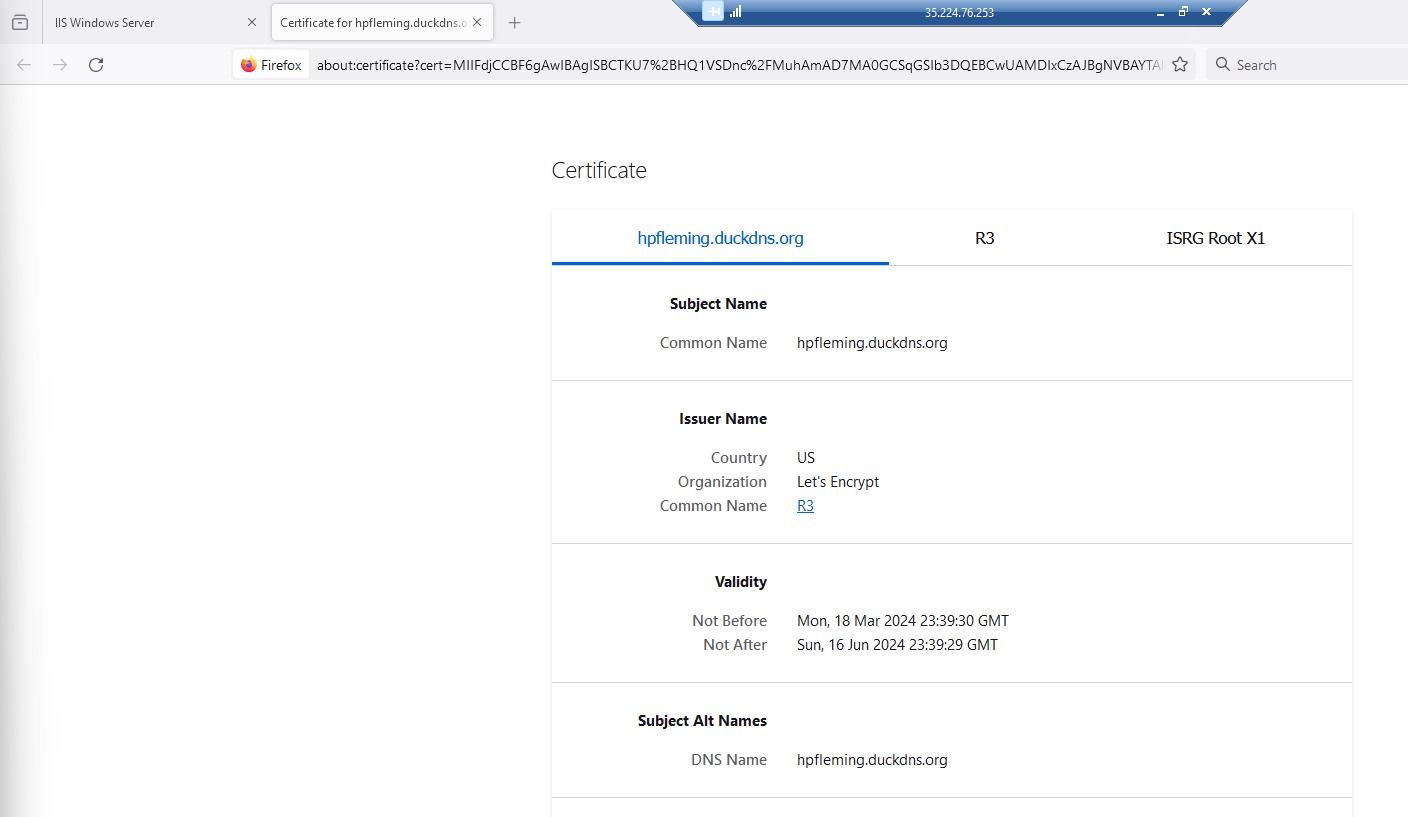 IIS Windows Server
Certificate for hpfleming.duckdns.o
35.224.76.253
Firefox
about:certificate?cert=MIIFdjCCBF6gAwIBAgISBCTKU7%2BHQ1VSDnc%2FMuhAmAD7MA0GCSqGSIb3DQEBCwUAMDIxCzAJBgNVBAYTA
Search
Certificate
hpfleming.duckdns.org
R3
ISRG Root X1
Subject Name
Common Name hpfleming.duckdns.org
Issuer Name
Country US
Organization Let's Encrypt
Common Name R3
Validity
Not Before Mon, 18 Mar 2024 23:39:30 GMT
Not After Sun, 16 Jun 2024 23:39:29 GMT
Subject Alt Names
DNS Name hpfleming.duckdns.org